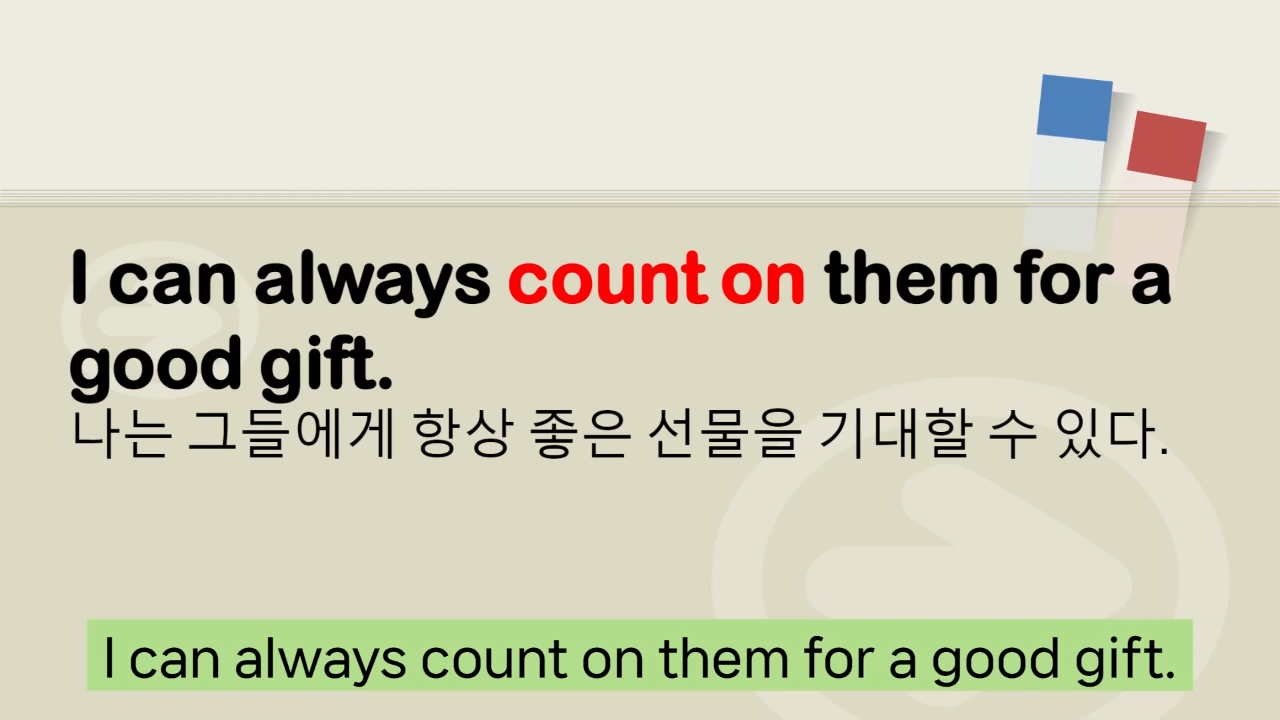 I can always count on them for a
good gift.
나는 그들에게 항상 좋은 선물을 기대할 수 있다.
I can always count on them for a good gift.